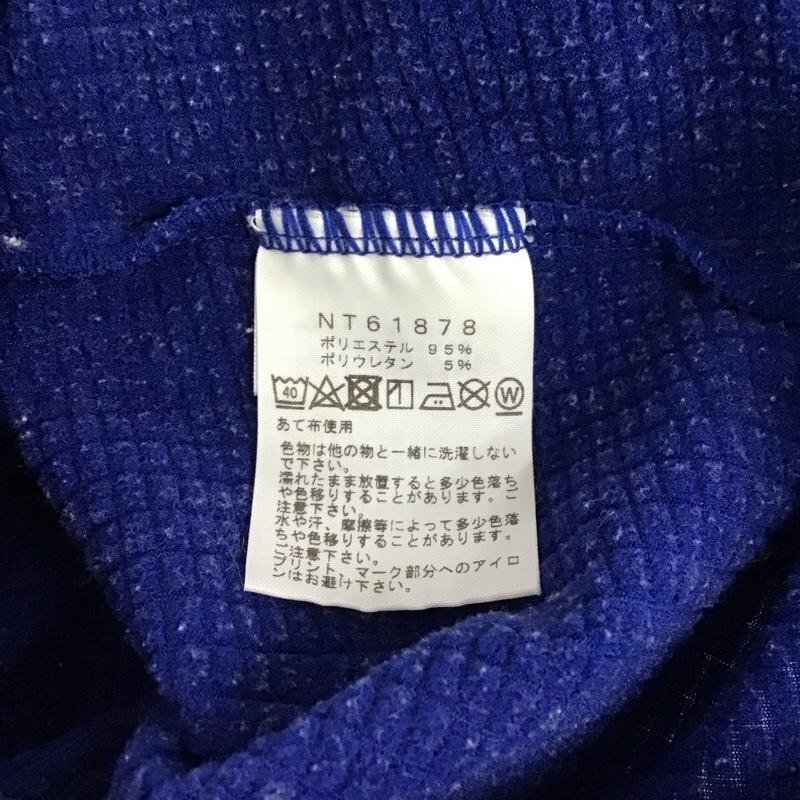 NT61878
ポリエステル 95%
ポリウレタン 5%
40 W
あて布使用
色物は他の物と一緒に洗濯しない
で下さい。
濡れたまま放置すると多少色落ち
や色移りすることがあります。ご
注意下さい。
水や汗、摩擦等によって多少色落
ちや色移りすることがあります。
ご注意下さい。
プリント、マーク部分へのアイロ
ンはお避け下さい。